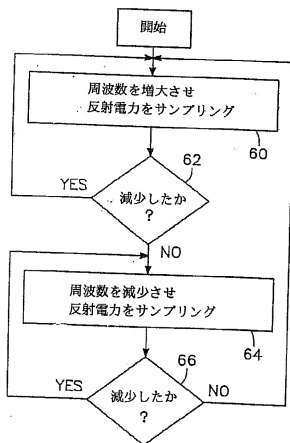 開始
周波数を増大させ
反射電力をサンプリング
60
62
YES
減少したか
?
NO
周波数を減少させ
反射電力をサンプリング
64
66
YES
減少したか
NO
?